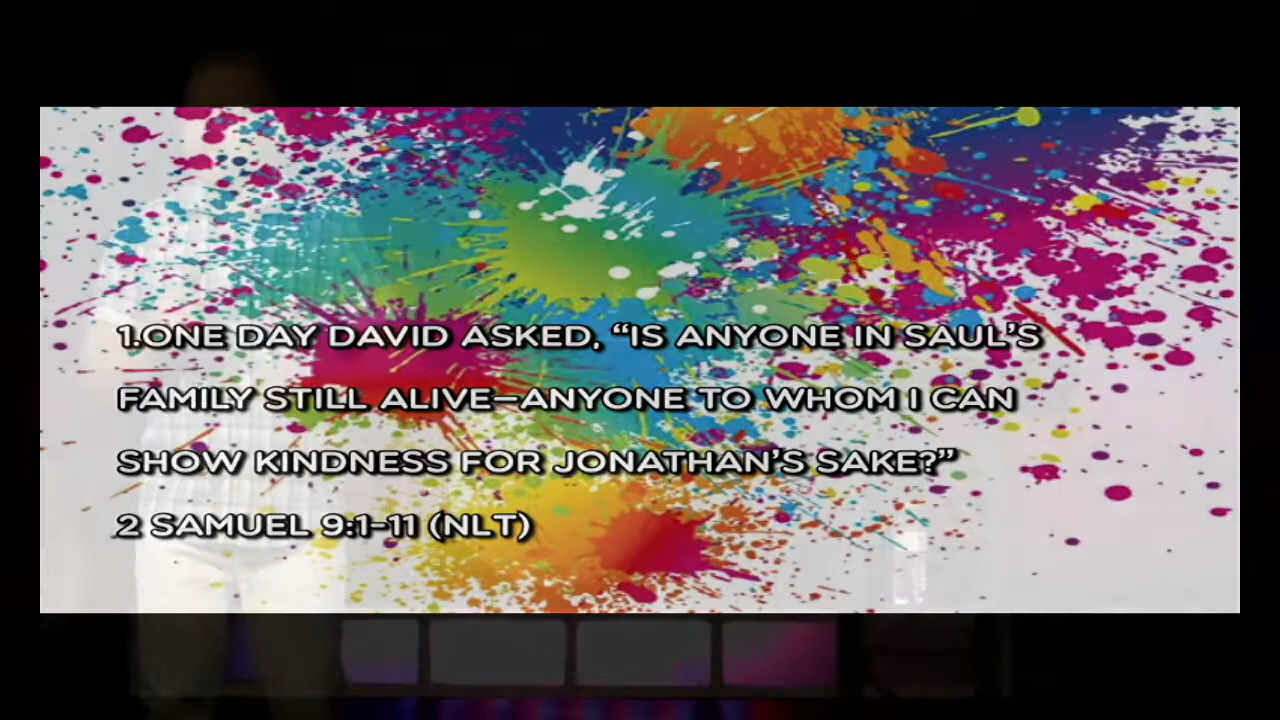 1.ONE DAY DAVID ASKED, “IS ANYONE IN SAUL’S
FAMILY STILL ALIVE—ANYONE TO WHOM I CAN
SHOW KINDNESS FOR JONATHAN’S SAKE?”
2 SAMUEL 9:1-11 (NLT)